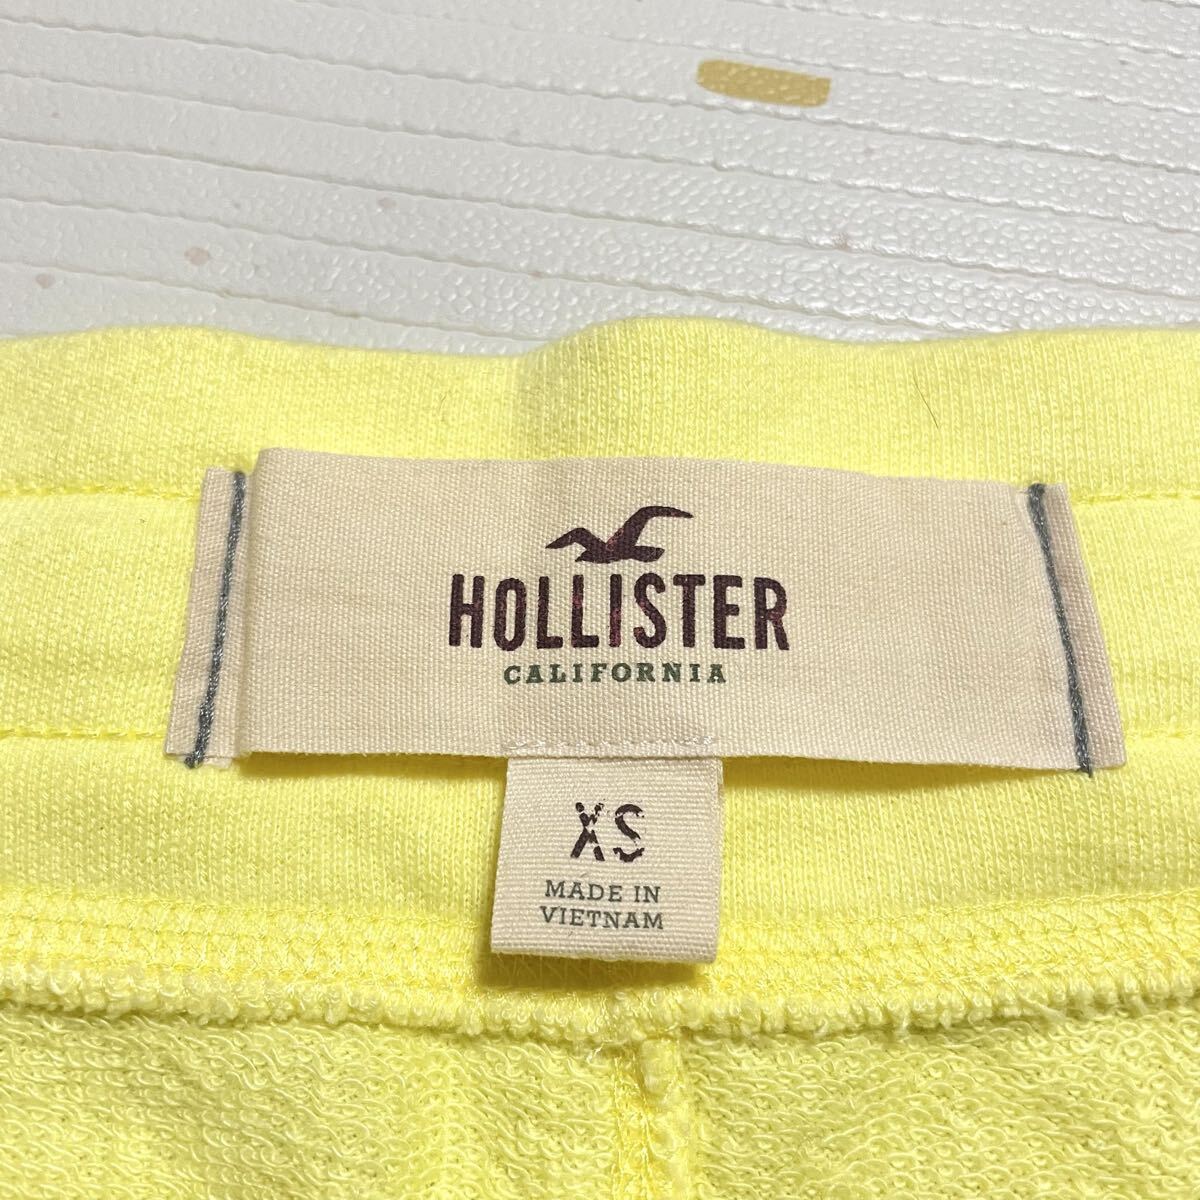 HOLLISTER
CALIFORNIA
XS
MADE IN
VIETNAM